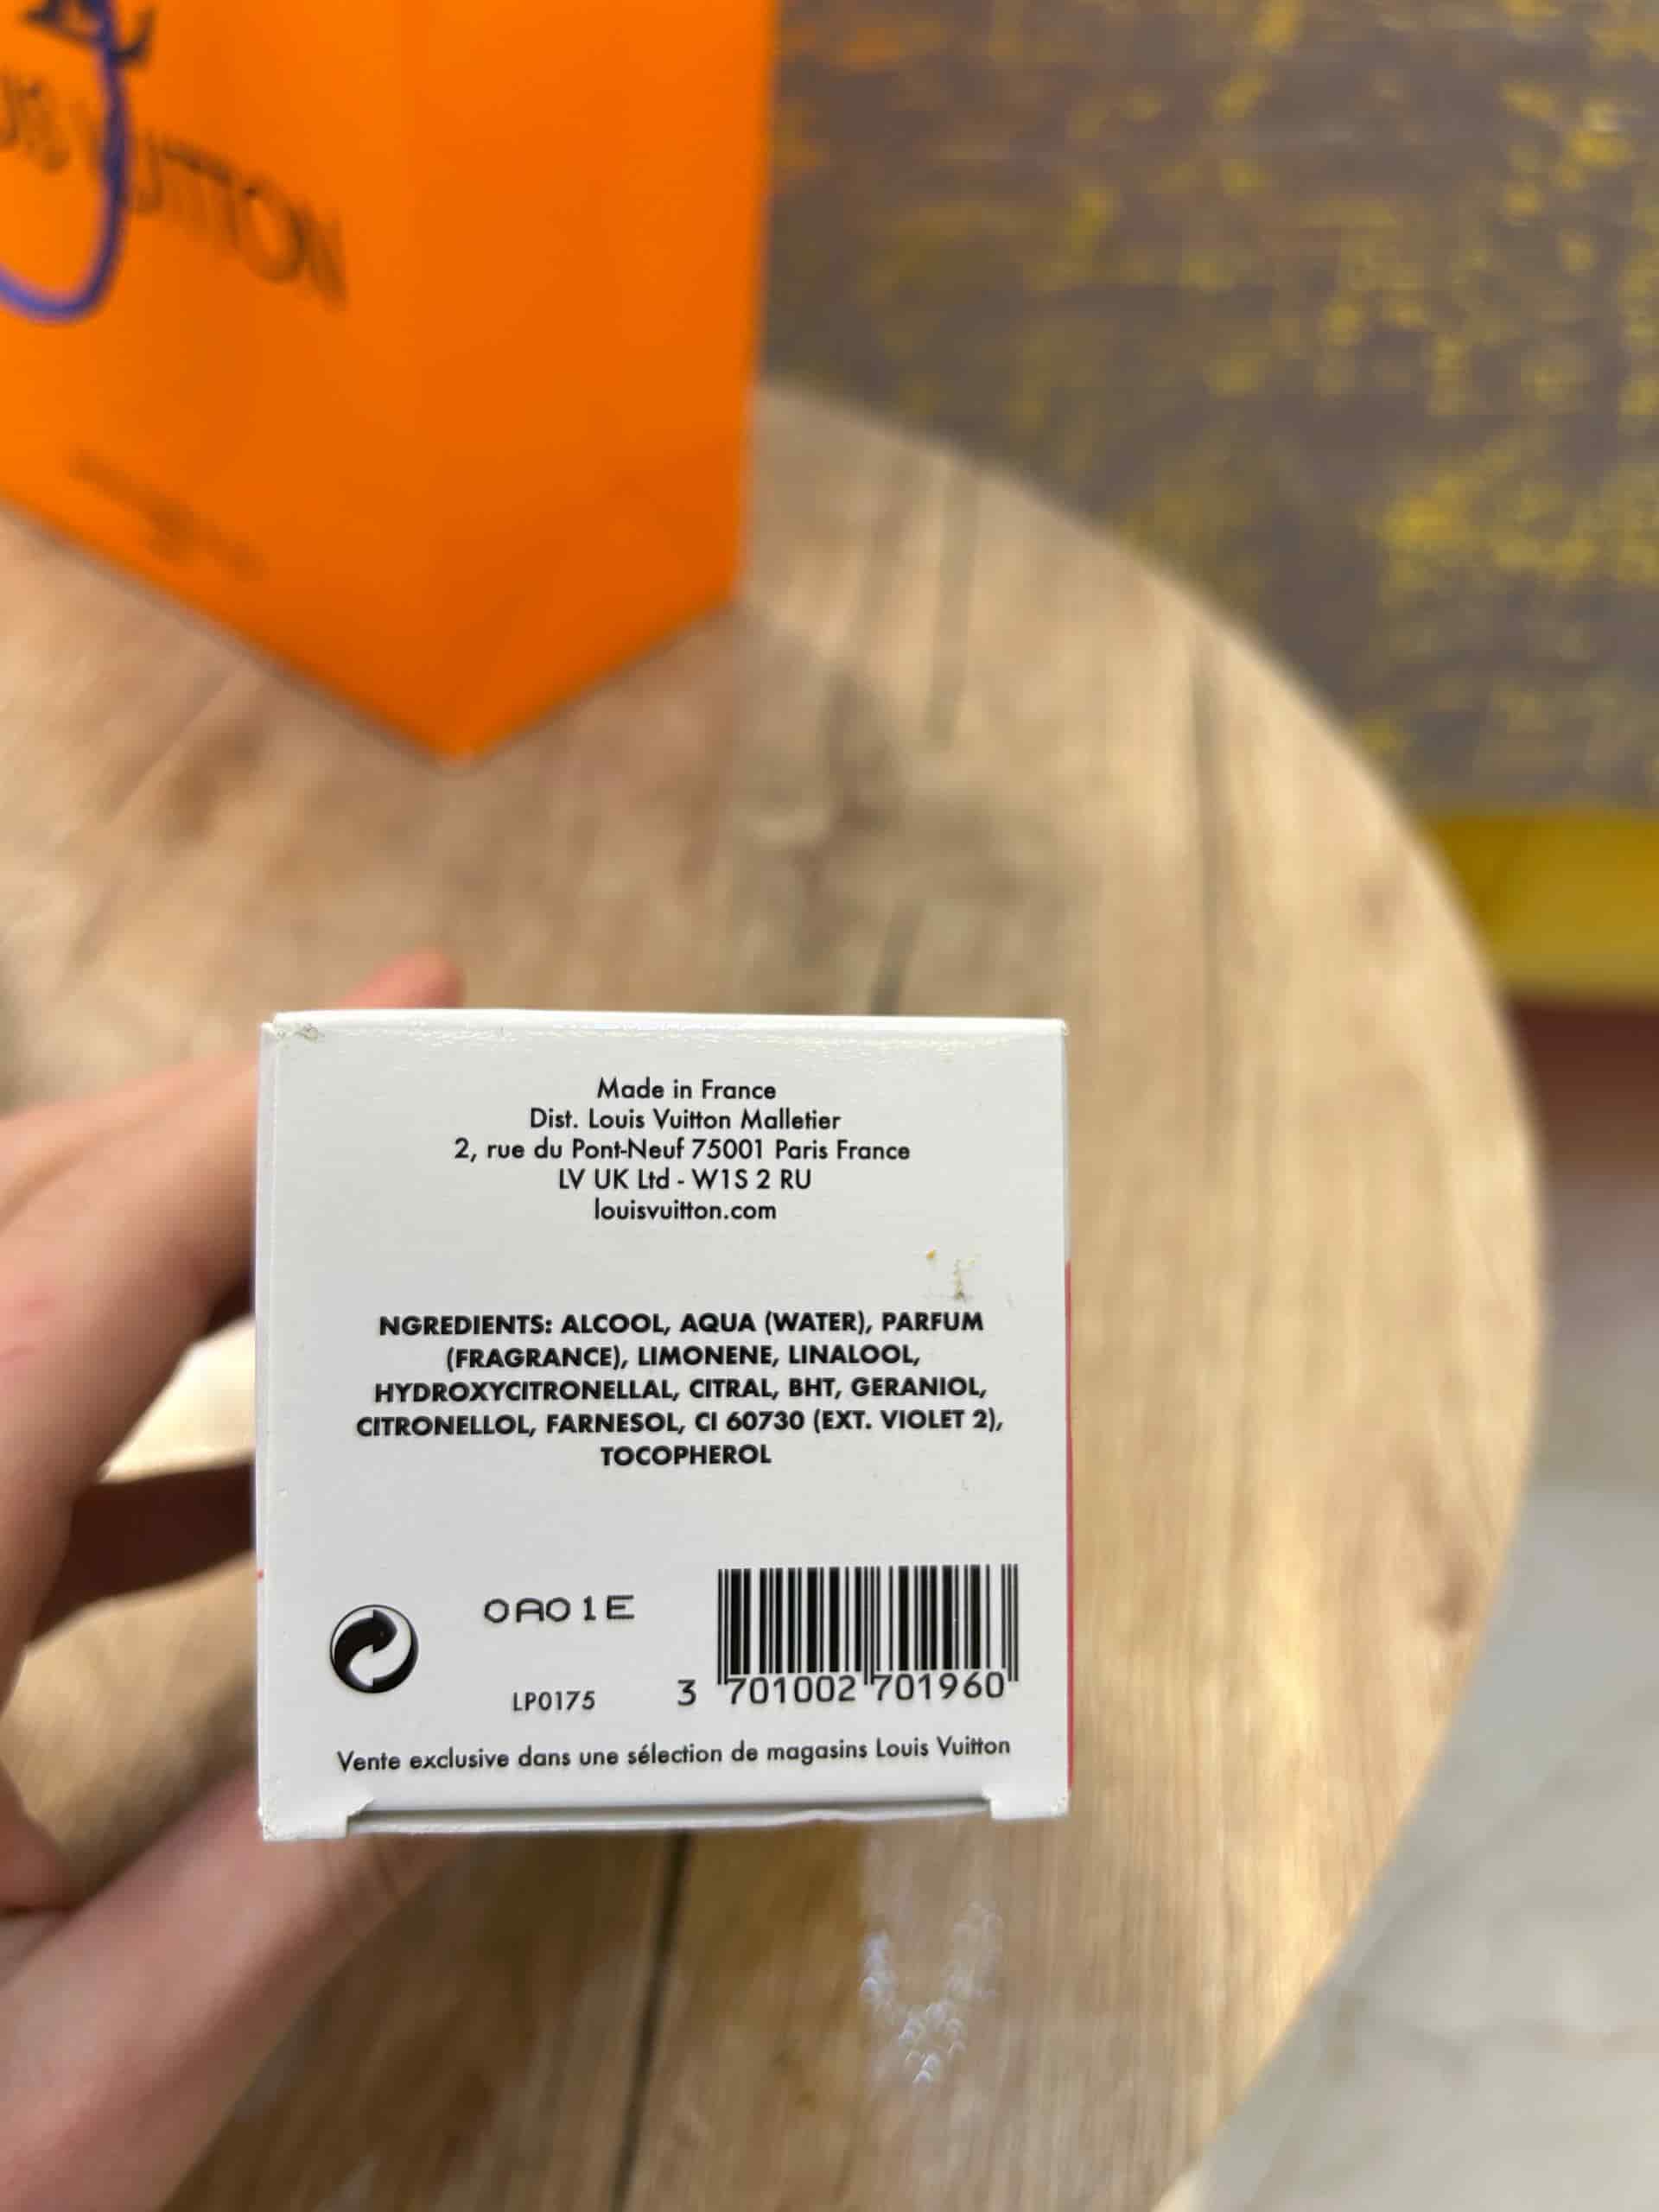 VUITTON
Made in France
Dist. Louis Vuitton Malletier
2, rue du Pont-Neuf 75001 Paris France
LV UK Ltd - W1S 2 RU
louisvuitton.com
NGREDIENTS: ALCOOL, AQUA (WATER), PARFUM
(FRAGRANCE), LIMONENE, LINALOOL,
HYDROXYCITRONELLAL, CITRAL, BHT, GERANIOL,
CITRONELLOL, FARNESOL, CI 60730 (EXT. VIOLET 2),
TOCOPHEROL
0A01E
LP0175
3 701002 701960
Vente exclusive dans une sélection de magasins Louis Vuitton